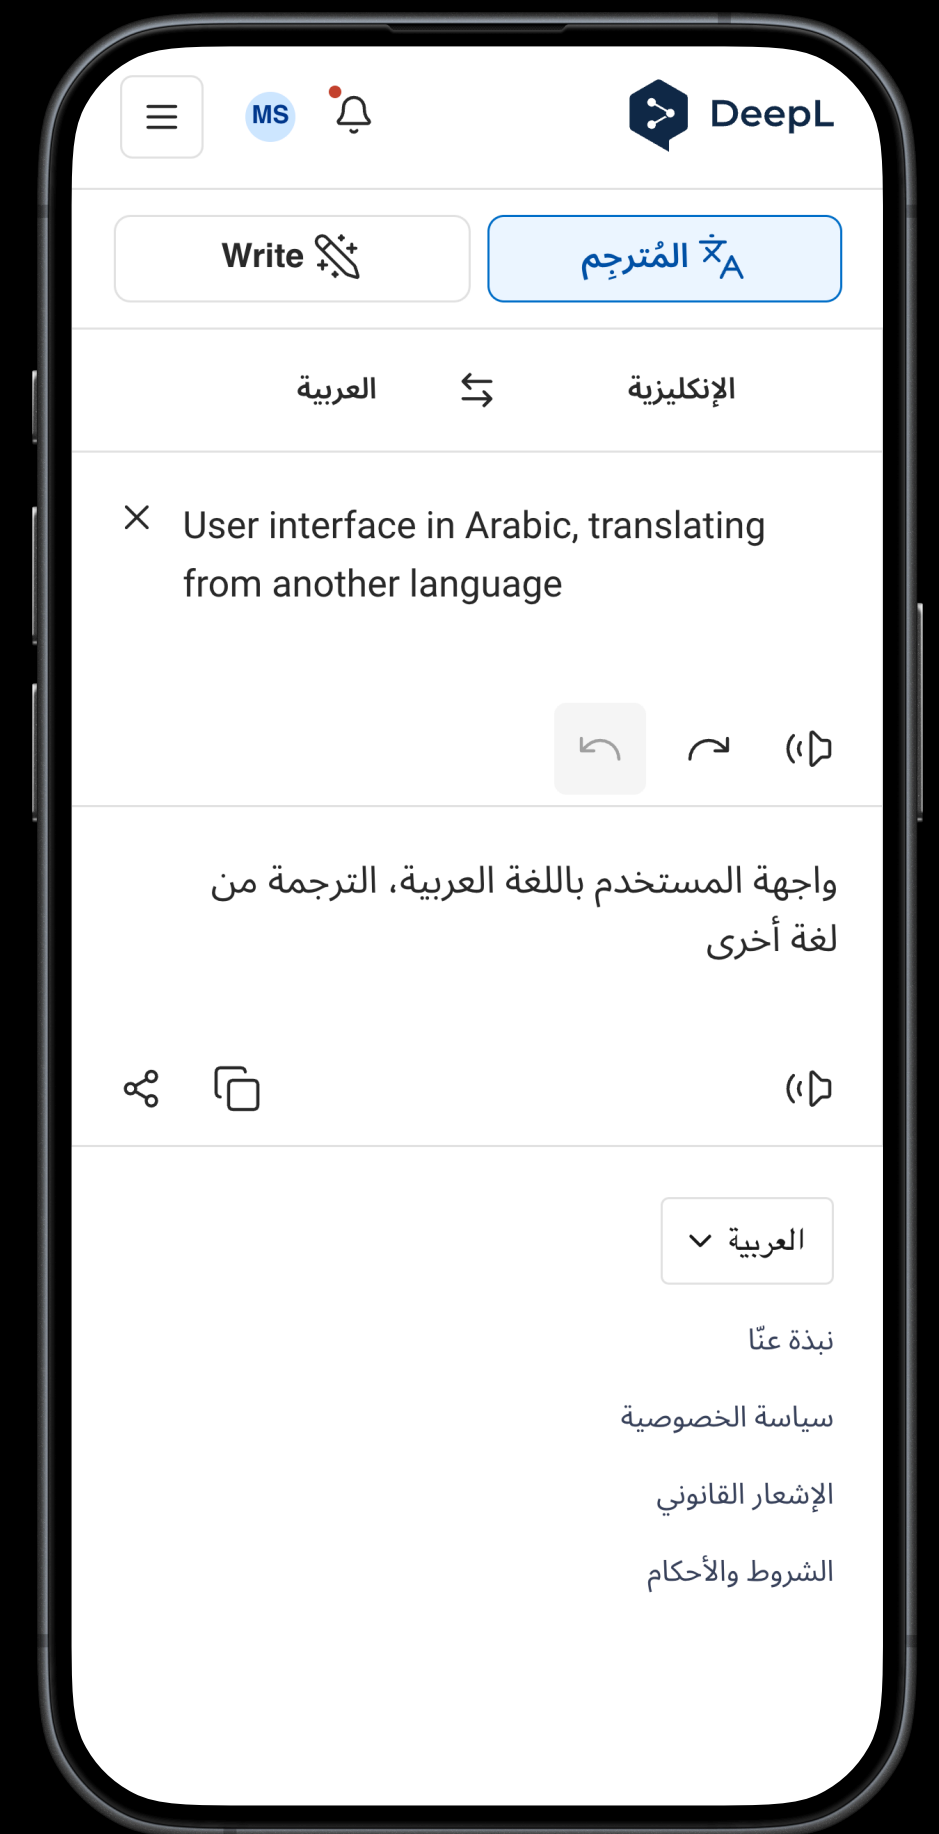 DeepL
MS
المُترجِم
Write
الإنكليزية
العربية
User interface in Arabic, translating
from another language
واجهة المستخدم باللغة العربية، الترجمة من
لغة أخرى
العربية
نبذة عنّا
سياسة الخصوصية
الإشعار القانوني
الشروط والأحكام